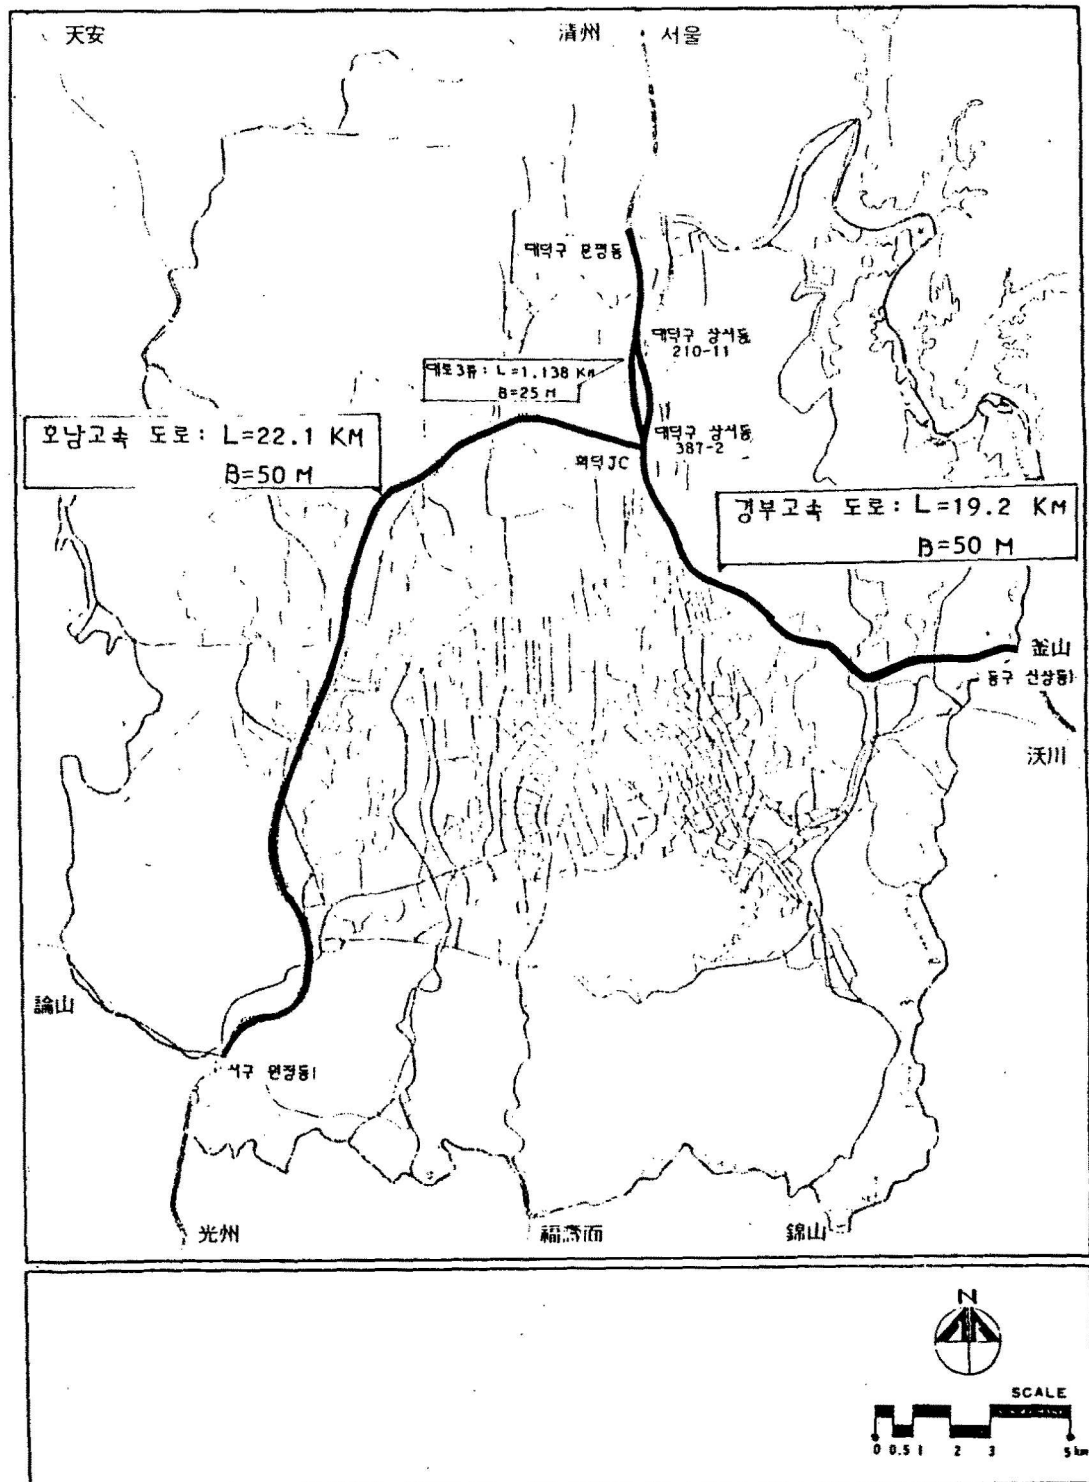 天安
清州
서울
대덕구 문평동
대덕구 상서동
210-11
대로3류: L=1.138 KM
B=25 M
호남고속 도로: L=22.1 KM
B=50 M
대덕구 상서동
387-2
회덕JC
경부고속 도로: L=19.2 KM
B=50 M
釜山
동구 신상동
沃川
論山
서구 원정동
光州
錦山
N
SCALE
0 0.5 1 2 3 5 km